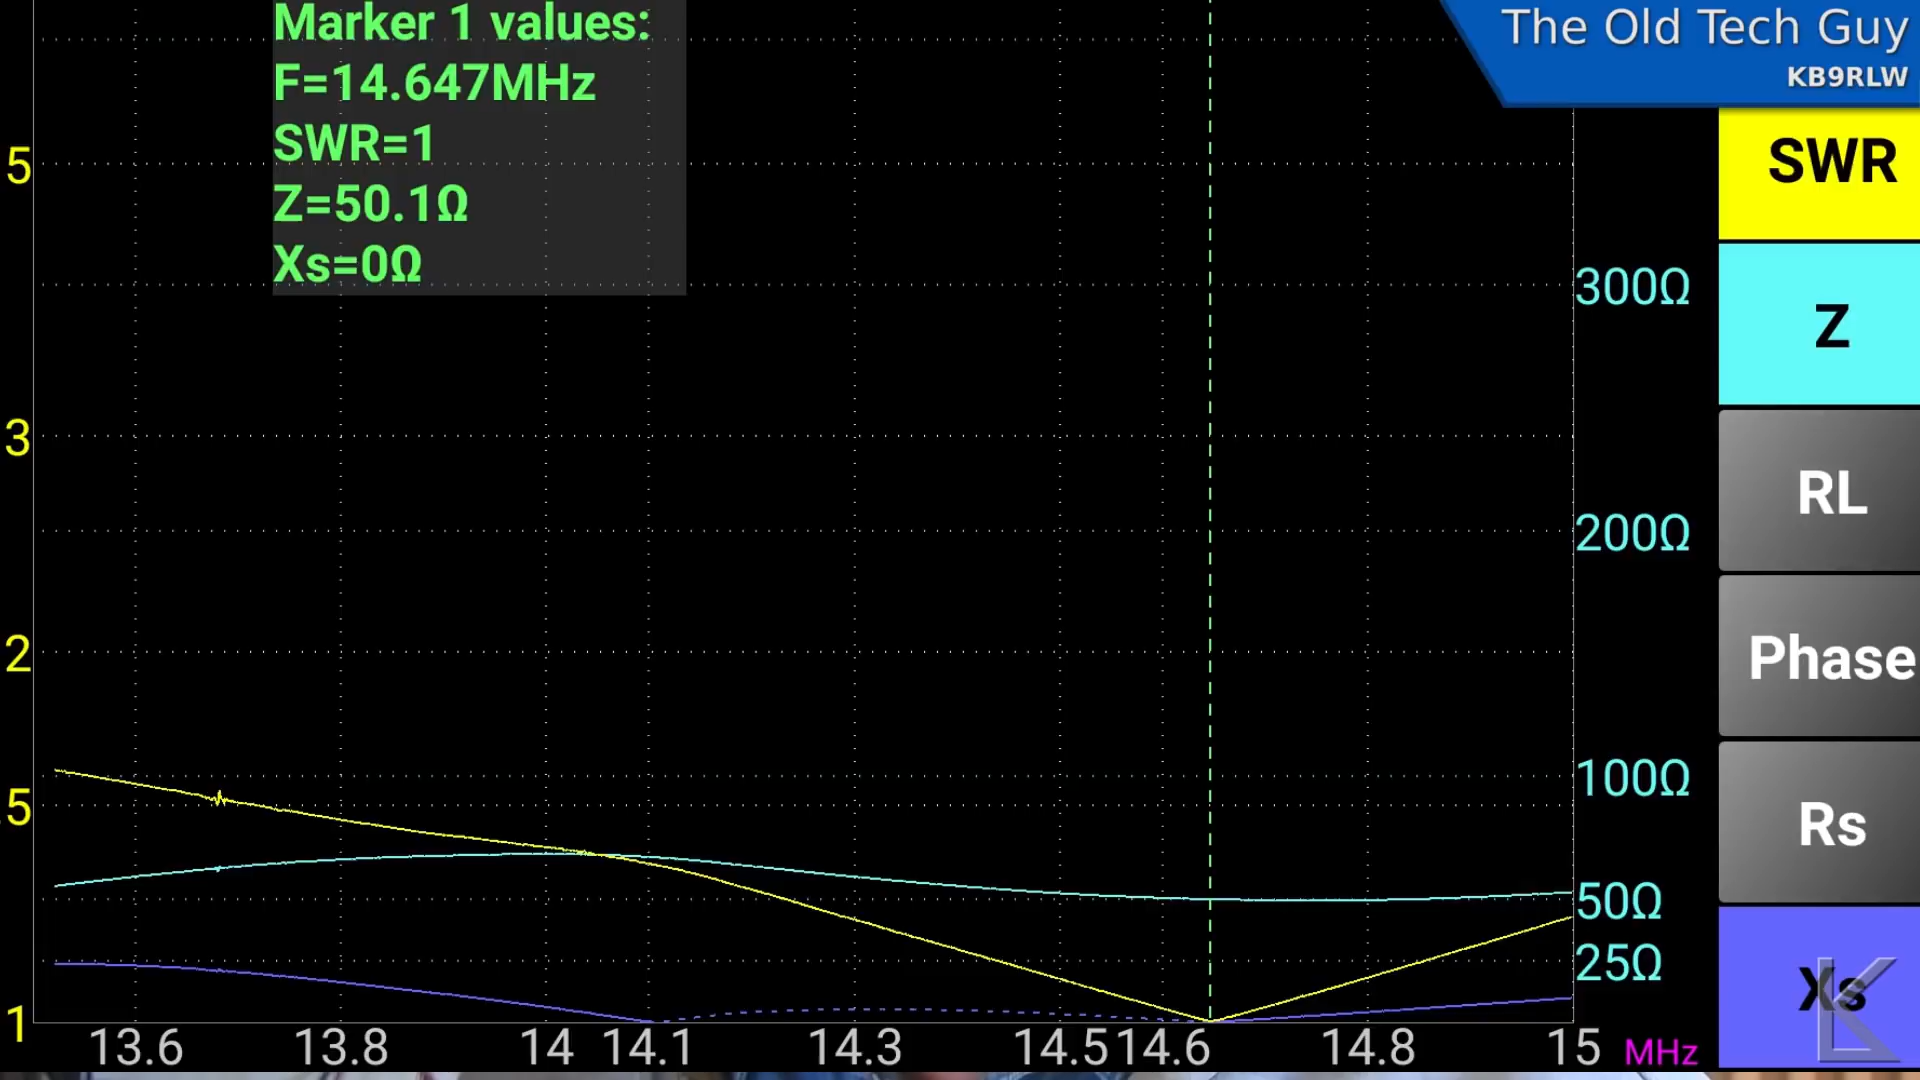 Marker 1 values:
F=14.647MHz
SWR=1
Z=50.1Ω
Xs=0Ω
The Old Tech Guy
KB9RLW
5
3
2
5
1
300Ω
200Ω
100Ω
50Ω
25Ω
SWR
Z
RL
Phase
Rs
Xs
13.6 13.8 14 14.1 14.3 14.5 14.6 14.8 15 MHz